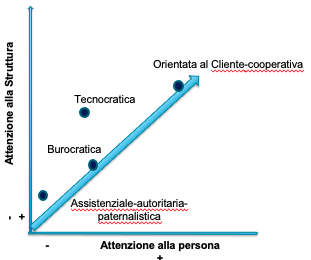 Orientata al Cliente-cooperativa
Tecnocratica
Burocratica
Assistenziale-autoritaria-
paternalistica
Attenzione alla Struttura
- +
- Attenzione alla persona
+